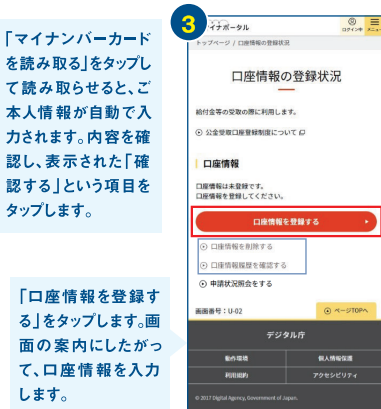 「マイナンバーカード
を読み取る」をタップし
て読み取らせると、ご
本人情報が自動で入
力されます。内容を確
認し、表示された「確
認する」という項目を
タップします。
「口座情報を登録す
る」をタップします。画
面の案内にしたがっ
て、口座情報を入力
します。
3
イナポータル
ログイン中 メニュー
トップページ / 口座情報の登録状況
口座情報の登録状況
給付金等の受取の際に利用します。
公金受取口座登録制度について
口座情報
口座情報は未登録です。
口座情報を登録してください。
口座情報を登録する
口座情報を削除する
口座情報履歴を確認する
申請状況照会をする
画面番号：U-02
ページTOPへ
デジタル庁
動作環境 個人情報保護
利用規約 アクセシビリティ
© 2017 Digital Agency, Government of Japan.